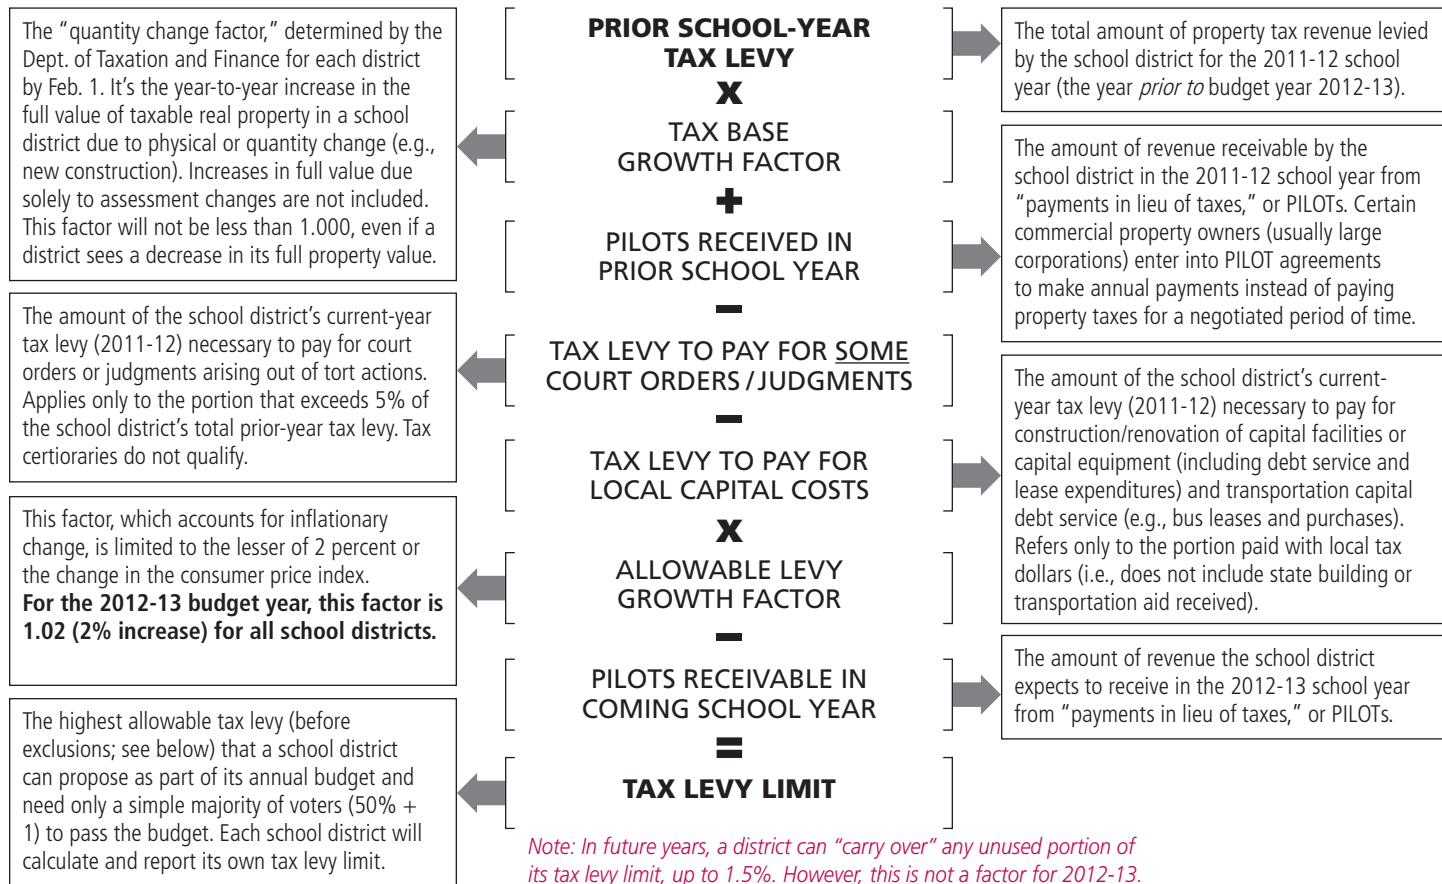 The “quantity change factor,” determined by the
Dept. of Taxation and Finance for each district
by Feb. 1. It’s the year-to-year increase in the
full value of taxable real property in a school
district due to physical or quantity change (e.g.,
new construction). Increases in full value due
solely to assessment changes are not included.
This factor will not be less than 1.000, even if a
district sees a decrease in its full property value.
The amount of the school district’s current-year
tax levy (2011-12) necessary to pay for court
orders or judgments arising out of tort actions.
Applies only to the portion that exceeds 5% of
the school district’s total prior-year tax levy. Tax
certioraries do not qualify.
This factor, which accounts for inflationary
change, is limited to the lesser of 2 percent or
the change in the consumer price index.
For the 2012-13 budget year, this factor is
1.02 (2% increase) for all school districts.
The highest allowable tax levy (before
exclusions; see below) that a school district
can propose as part of its annual budget and
need only a simple majority of voters (50% +
1) to pass the budget. Each school district will
calculate and report its own tax levy limit.
PRIOR SCHOOL-YEAR
TAX LEVY
x
TAX BASE
GROWTH FACTOR
+
PILOTS RECEIVED IN
PRIOR SCHOOL YEAR
–
TAX LEVY TO PAY FOR SOME
COURT ORDERS / JUDGMENTS
–
TAX LEVY TO PAY FOR
LOCAL CAPITAL COSTS
x
ALLOWABLE LEVY
GROWTH FACTOR
–
PILOTS RECEIVABLE IN
COMING SCHOOL YEAR
=
TAX LEVY LIMIT
Note: In future years, a district can “carry over” any unused portion of
its tax levy limit, up to 1.5%. However, this is not a factor for 2012-13.
The total amount of property tax revenue levied
by the school district for the 2011-12 school
year (the year prior to budget year 2012-13).
The amount of revenue receivable by the
school district in the 2011-12 school year from
“payments in lieu of taxes,” or PILOTs. Certain
commercial property owners (usually large
corporations) enter into PILOT agreements
to make annual payments instead of paying
property taxes for a negotiated period of time.
The amount of the school district’s current-
year tax levy (2011-12) necessary to pay for
construction/renovation of capital facilities or
capital equipment (including debt service and
lease expenditures) and transportation capital
debt service (e.g., bus leases and purchases).
Refers only to the portion paid with local tax
dollars (i.e., does not include state building or
transportation aid received).
The amount of revenue the school district
expects to receive in the 2012-13 school year
from “payments in lieu of taxes,” or PILOTs.